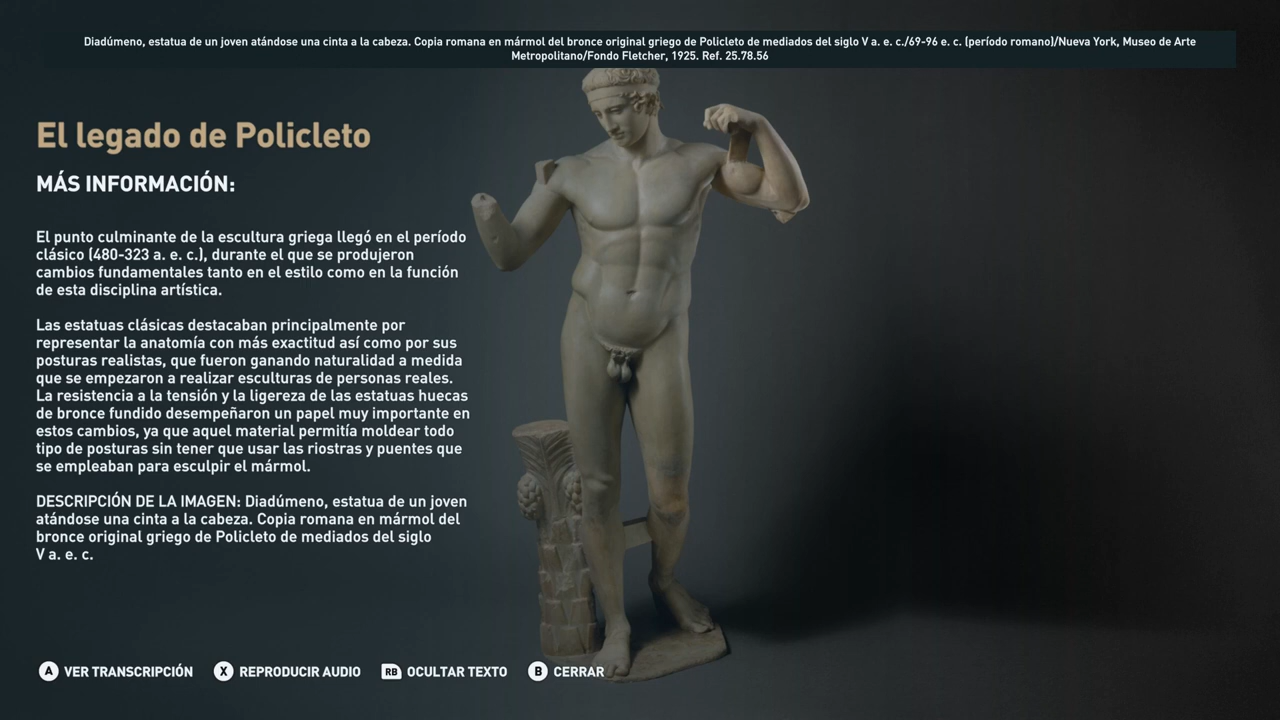 Diadúmeno, estatua de un joven atándose una cinta a la cabeza. Copia romana en mármol del bronce original griego de Policleto de mediados del siglo V a. e. c./69-96 e. c. (período romano)/Nueva York, Museo de Arte
Metropolitano/Fondo Fletcher, 1925. Ref. 25.78.56
El legado de Policleto
MÁS INFORMACIÓN:
El punto culminante de la escultura griega llegó en el período
clásico (480-323 a. e. c.), durante el que se produjeron
cambios fundamentales tanto en el estilo como en la función
de esta disciplina artística.
Las estatuas clásicas destacaban principalmente por
representar la anatomía con más exactitud así como por sus
posturas realistas, que fueron ganando naturalidad a medida
que se empezaron a realizar esculturas de personas reales.
La resistencia a la tensión y la ligereza de las estatuas huecas
de bronce fundido desempeñaron un papel muy importante en
estos cambios, ya que aquel material permitía moldear todo
tipo de posturas sin tener que usar las riostras y puentes que
se empleaban para esculpir el mármol.
DESCRIPCIÓN DE LA IMAGEN: Diadúmeno, estatua de un joven
atándose una cinta a la cabeza. Copia romana en mármol del
bronce original griego de Policleto de mediados del siglo
V a. e. c.
A VER TRANSCRIPCIÓN X REPRODUCIR AUDIO RB OCULTAR TEXTO B CERRAR